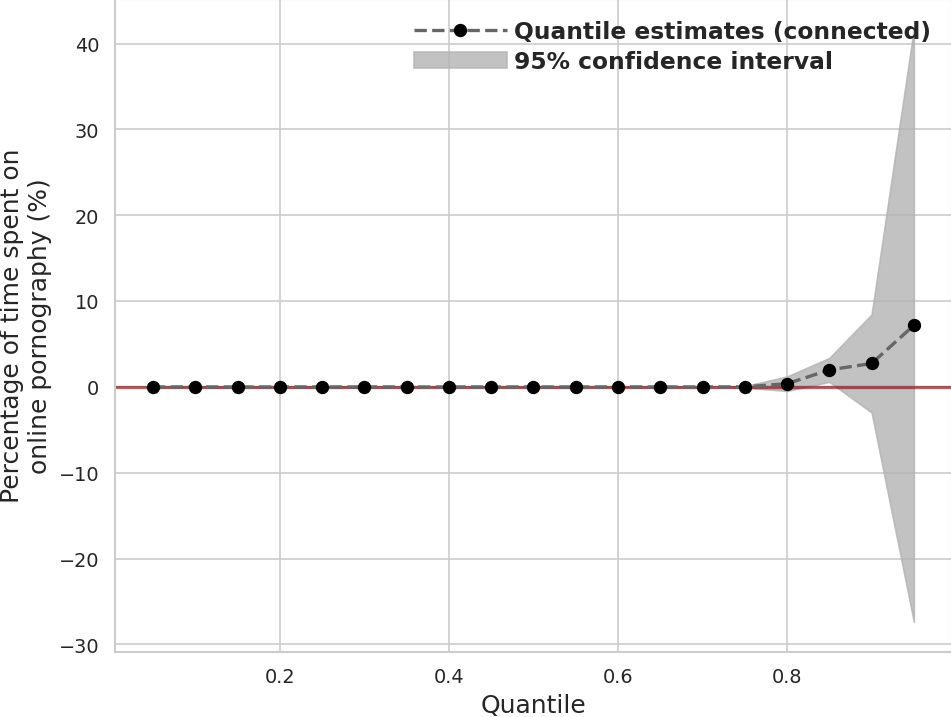 Quantile estimates (connected)
95% confidence interval
40
30
20
10
0
−10
−20
−30
Percentage of time spent on
online pornography (%)
0.2
0.4
0.6
0.8
Quantile